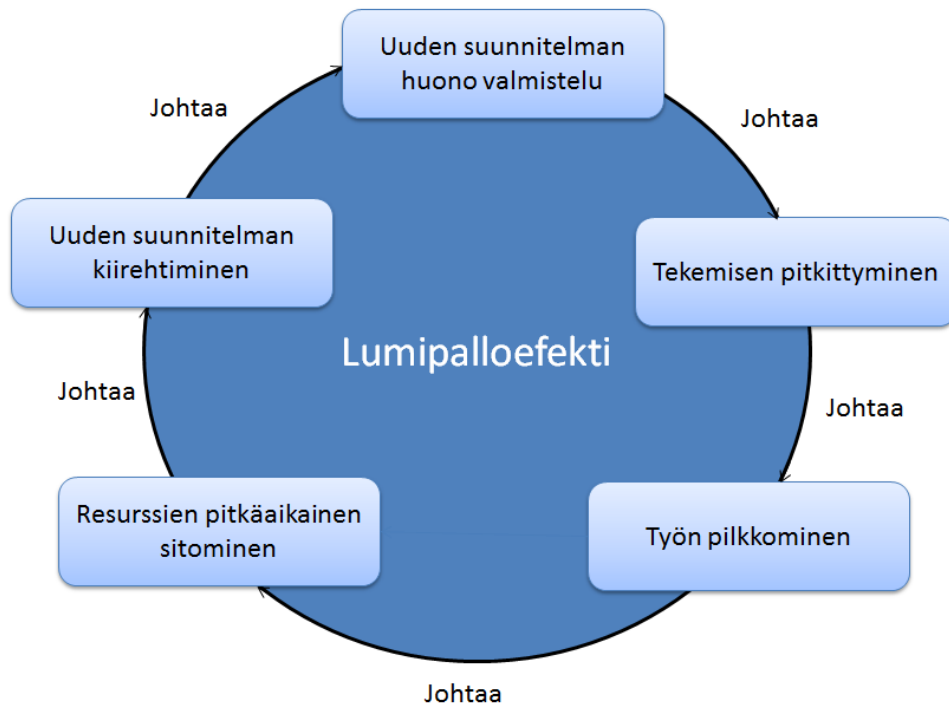 Uuden suunnitelman
huono valmistelu
Johtaa
Johtaa
Uuden suunnitelman
kiirehtiminen
Tekemisen pitkittyminen
Lumipalloefekti
Johtaa
Johtaa
Resurssien pitkäaikainen
sitominen
Työn pilkkominen
Johtaa